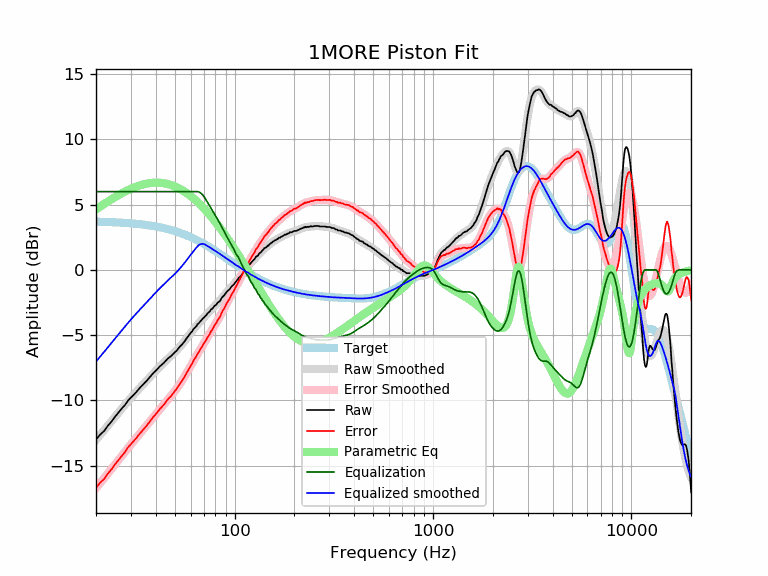 1MORE Piston Fit
15
10
5
0
−5
−10
−15
Amplitude (dBr)
Target
Raw Smoothed
Error Smoothed
Raw
Error
Parametric Eq
Equalization
Equalized smoothed
100
1000
10000
Frequency (Hz)